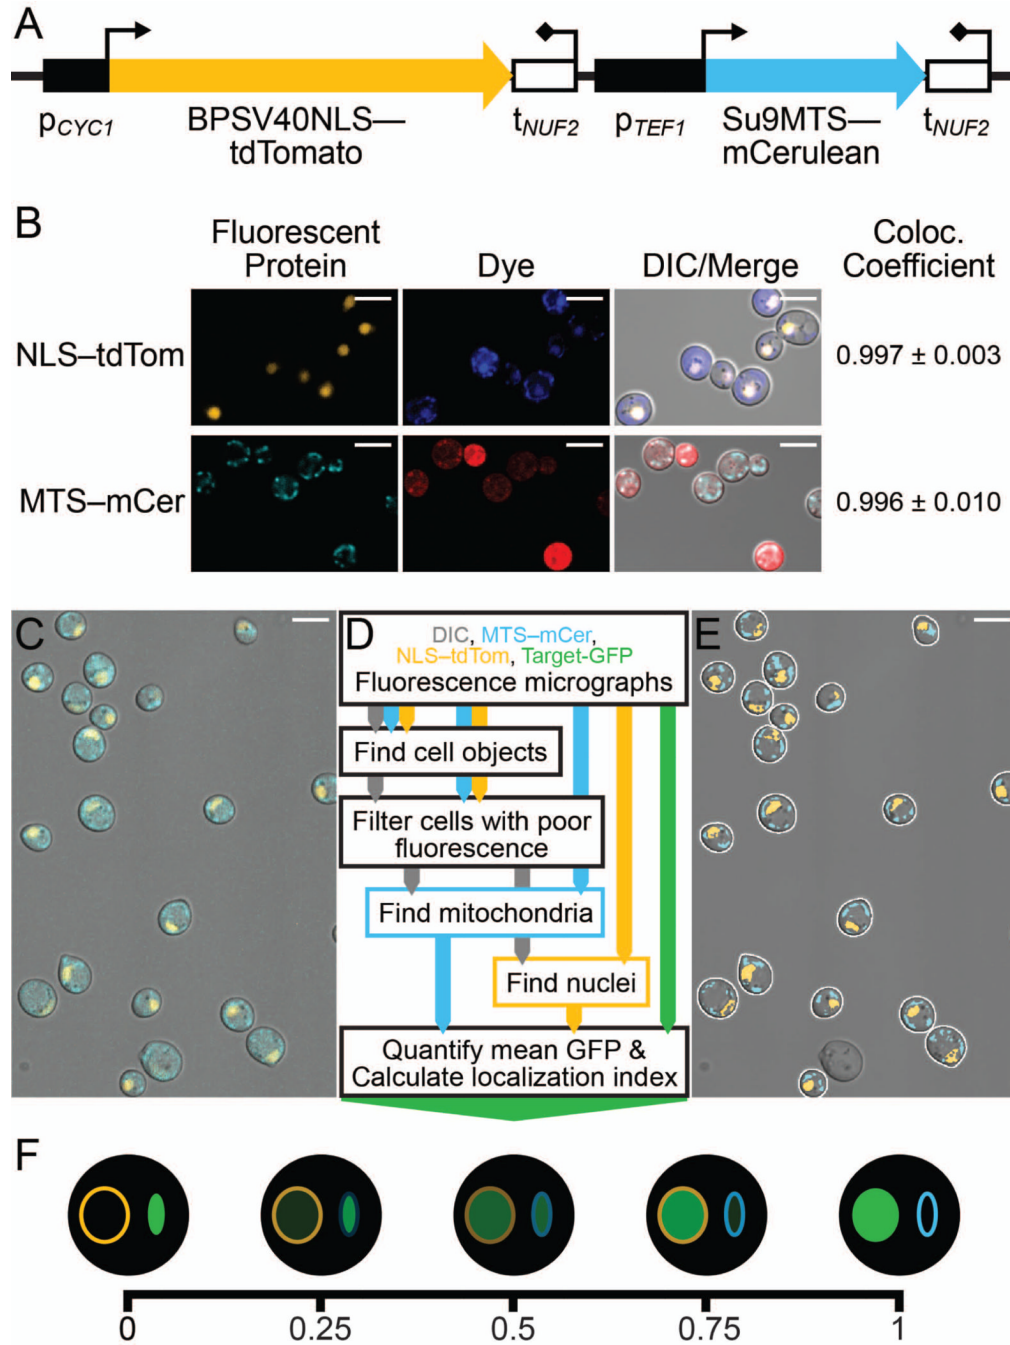 A
pCYC1
BPSV40NLS—
tdTomato
tNUF2
pTEF1
Su9MTS—
mCerulean
tNUF2
B
Fluorescent
Protein
Dye
DIC/Merge
Coloc.
Coefficient
NLS–tdTom
0.997 ± 0.003
MTS–mCer
0.996 ± 0.010
C
D
DIC, MTS–mCer,
NLS–tdTom, Target-GFP
Fluorescence micrographs
Find cell objects
Filter cells with poor
fluorescence
Find mitochondria
Find nuclei
Quantify mean GFP &
Calculate localization index
E
F
0
0.25
0.5
0.75
1